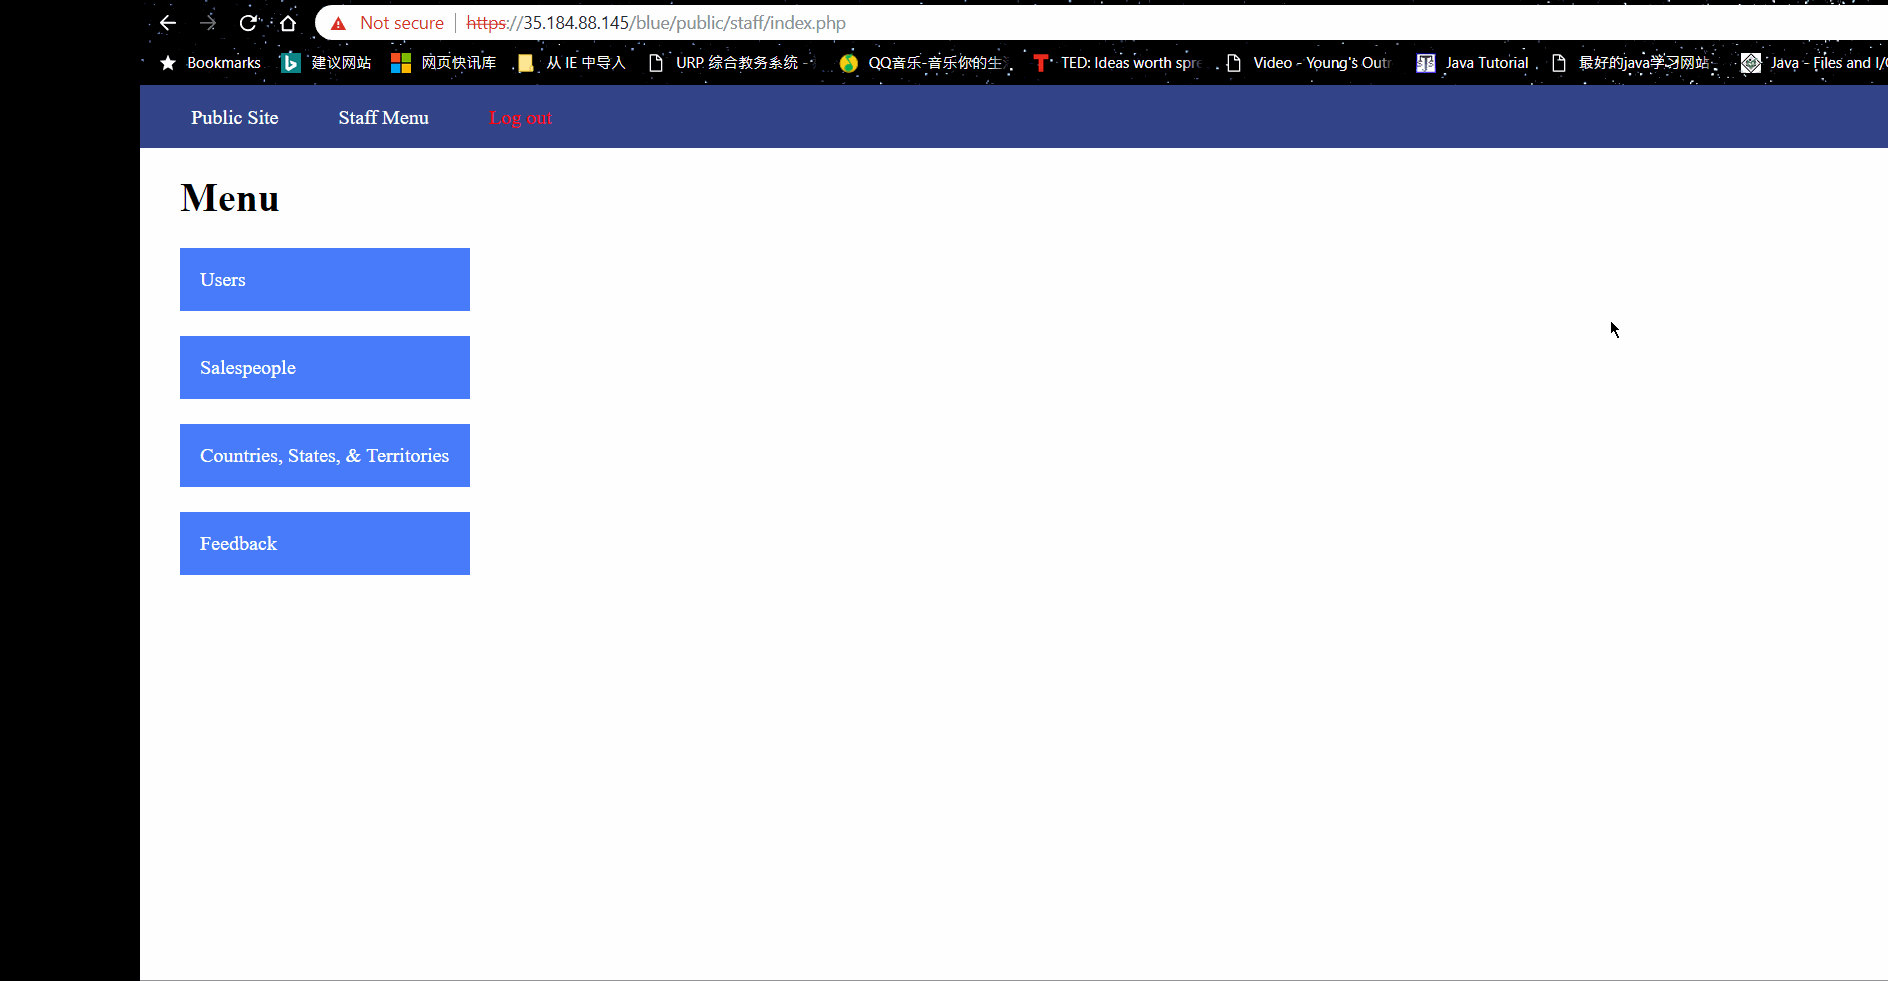 Not secure | https://35.184.88.145/blue/public/staff/index.php
Bookmarks 建议网站 网页快讯库 从 IE 中导入 URP 综合教务系统 - QQ音乐-音乐你的生 TED: Ideas worth spre Video - Young's Out Java Tutorial 最好的java学习网站 Java - Files and I/
Public Site Staff Menu Log out
Menu
Users
Salespeople
Countries, States, & Territories
Feedback